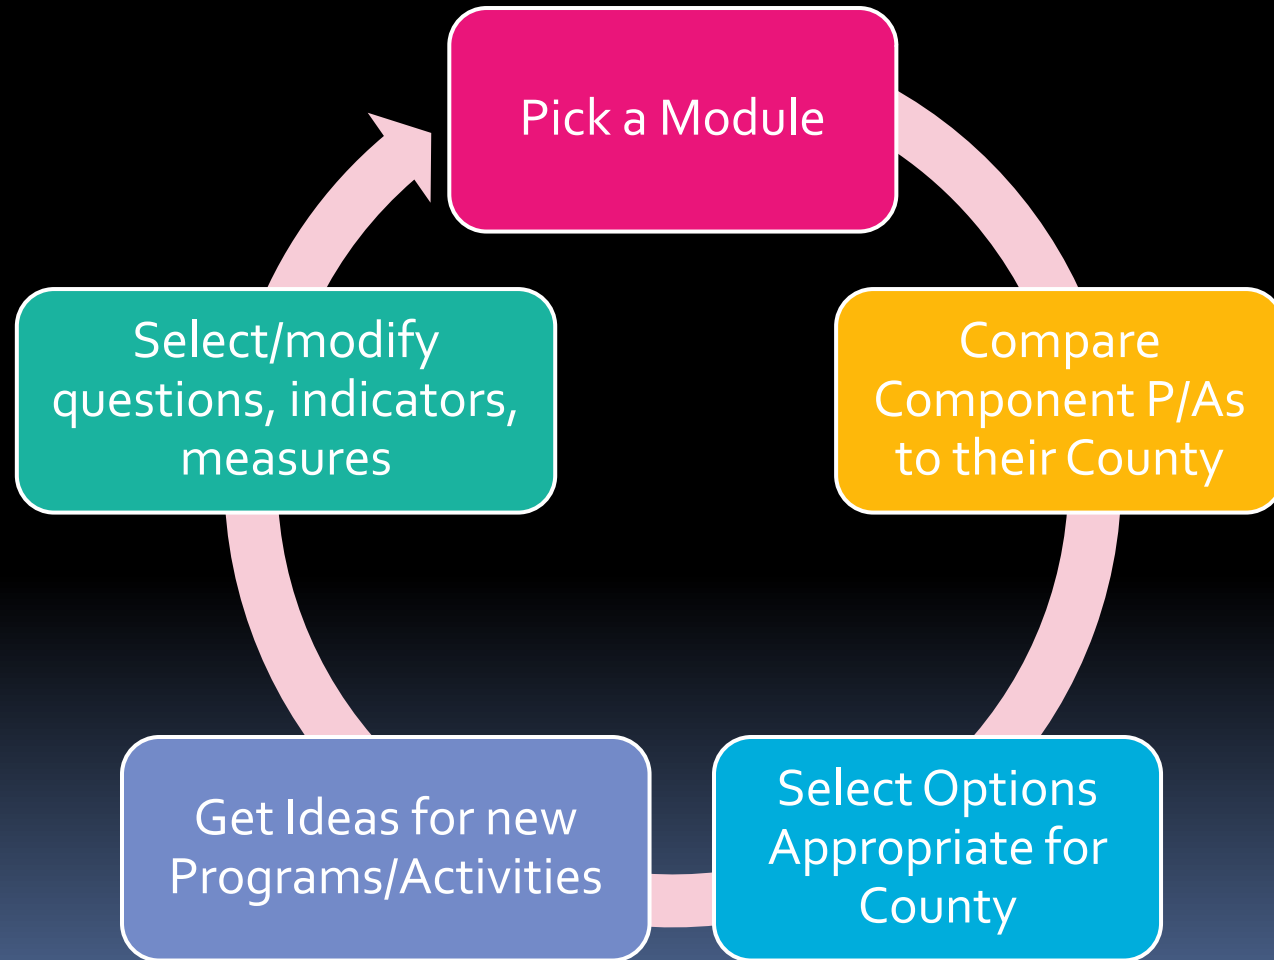 Pick a Module
Compare
Component P/As
to their County
Select Options
Appropriate for
County
Get Ideas for new
Programs/Activities
Select/modify
questions, indicators,
measures